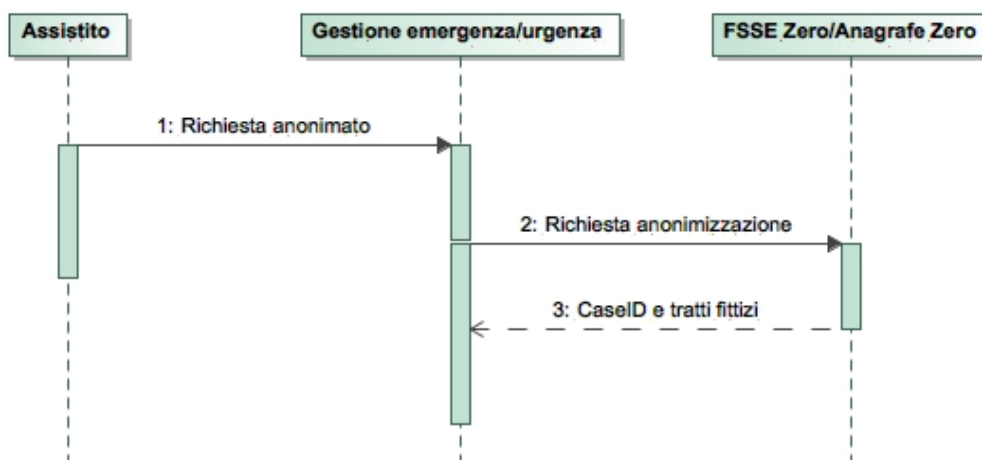 Assistito
Gestione emergenza/urgenza
FSSE Zero/Anagrafe Zero
1: Richiesta anonimato
2: Richiesta anonimizzazione
3: CaseID e tratti fittizi